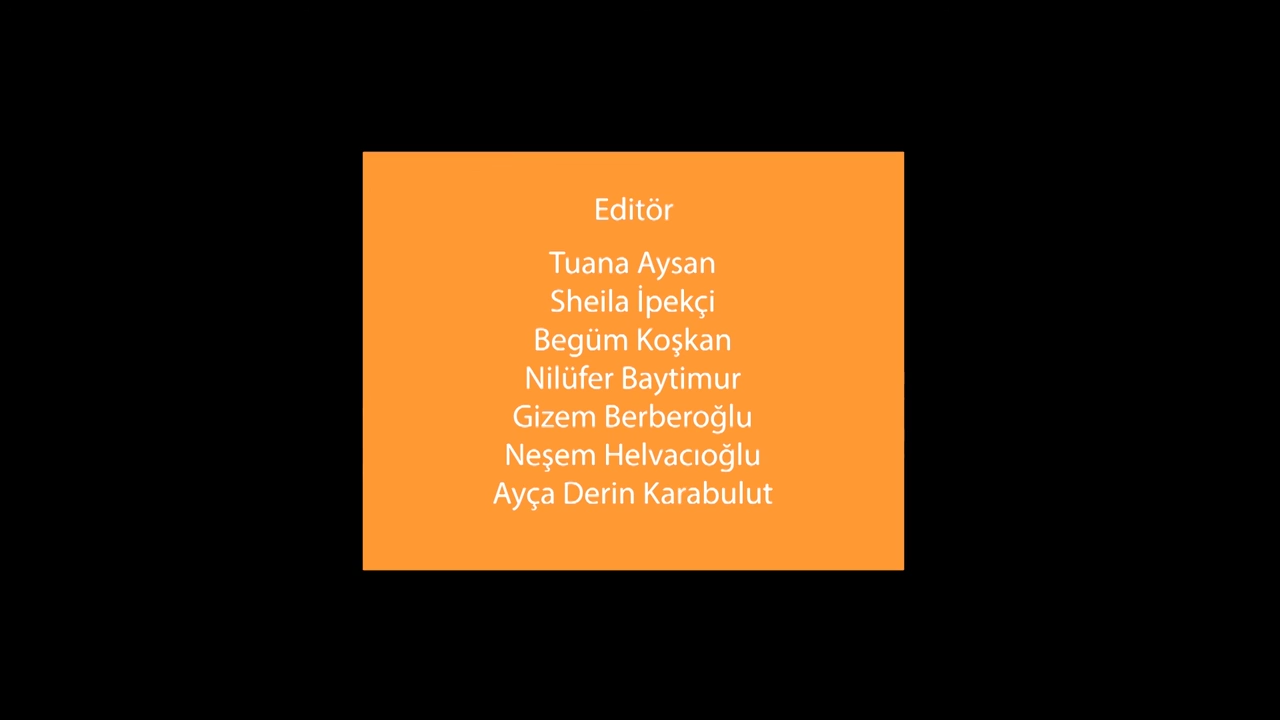 Editör
Tuana Aysan
Sheila İpekçi
Begüm Koşkan
Nilüfer Baytimur
Gizem Berberoğlu
Neşem Helvacıoğlu
Ayça Derin Karabulut